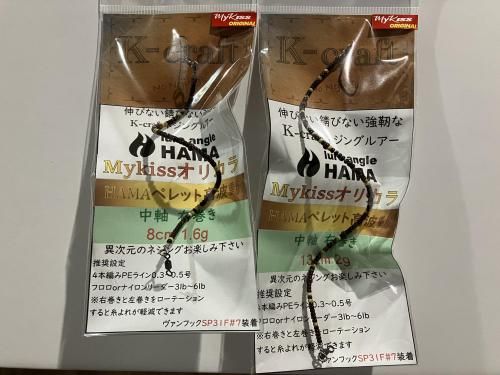 MyKiss
ORIGINAL
K-craft
伸びない錆びない
K-cra
ジングルアー
lure
angle
HAMA
Mykissオリカラ
HAMAペレット高波動
中軸 右巻き
8cm 1.6g
異次元のネジングお楽しみ下さい
推奨設定
4本編みPEライン0.3~0.5号
フロロorナイロンリーダー3lb~6lb
※右巻きと左巻きをローテーション
すると糸よれが軽減できます
ヴァンフックSP31F#7装着
MyKiss
ORIGINAL
K-craft
伸びない錆びない強靭な
K-craf
ジングルアー
lure
angle
HAMA
Mykissオリカラ
HAMAペレット高波動
中軸 右巻き
2g
異次元のネジングお楽しみ下さい
推奨設定
4本編みPEライン0.3~0.5号
フロロorナイロンリーダー3lb~6lb
※右巻きと左巻きをローテーション
すると糸よれが軽減できます
ヴァンフックSP31F#7装着